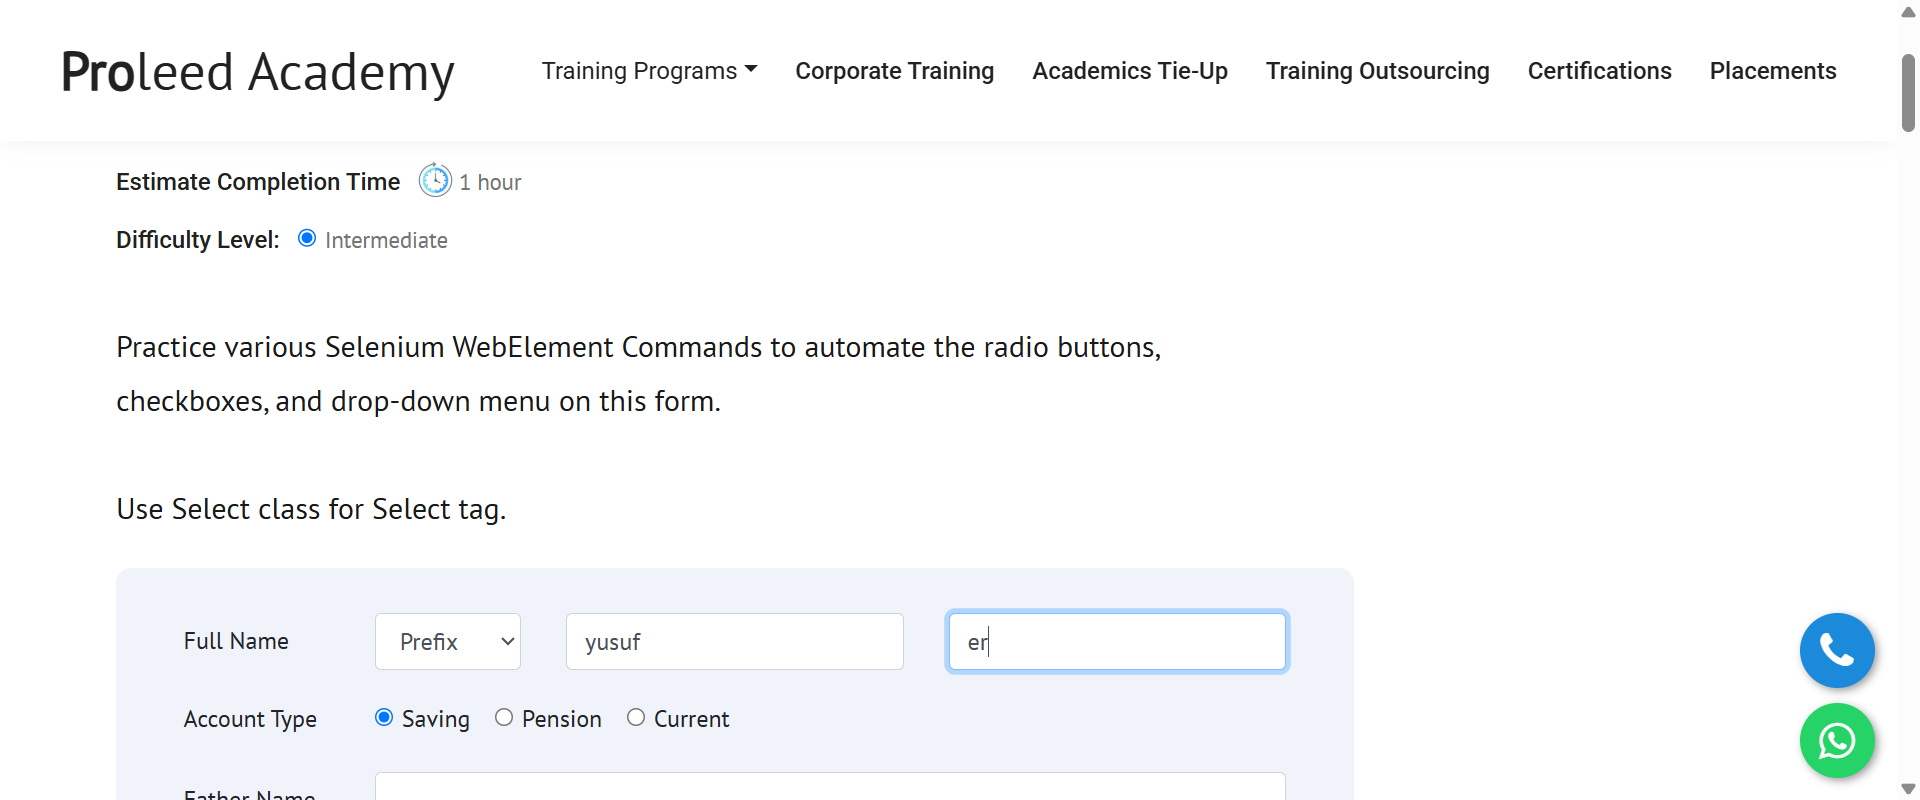 Proleed Academy
Training Programs Corporate Training Academics Tie-Up Training Outsourcing Certifications Placements
Estimate Completion Time 1 hour
Difficulty Level: Intermediate
Practice various Selenium WebElement Commands to automate the radio buttons,
checkboxes, and drop-down menu on this form.
Use Select class for Select tag.
Full Name Prefix yusuf er
Account Type Saving Pension Current
Father Name